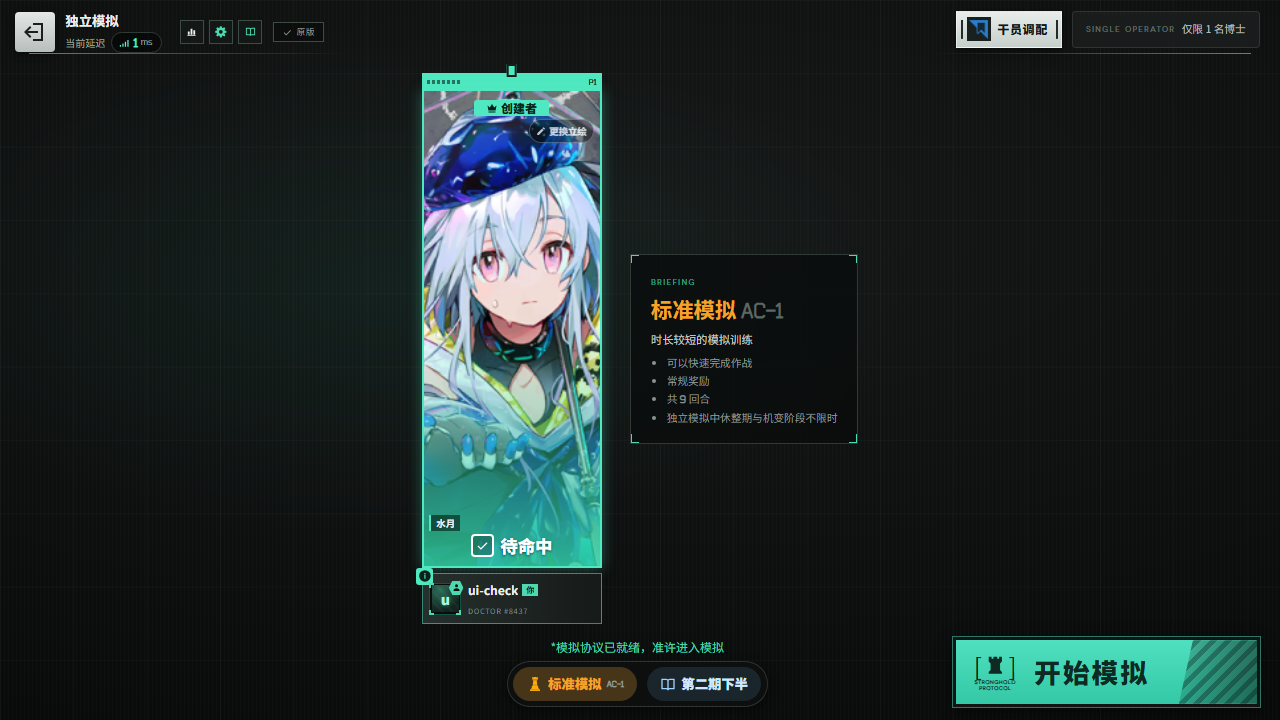 独立模拟
当前延迟 1 ms
原版
干员调配
SINGLE OPERATOR 仅限 1 名博士
P1
创建者
更换立绘
水月
待命中
u
ui-check 你
DOCTOR #8437
BRIEFING
标准模拟 AC-1
时长较短的模拟训练
可以快速完成作战
常规奖励
共 9 回合
独立模拟中休整期与机变阶段不限时
*模拟协议已就绪，准许进入模拟
标准模拟 AC-1
第二期下半
STRONGHOLD
PROTOCOL
开始模拟